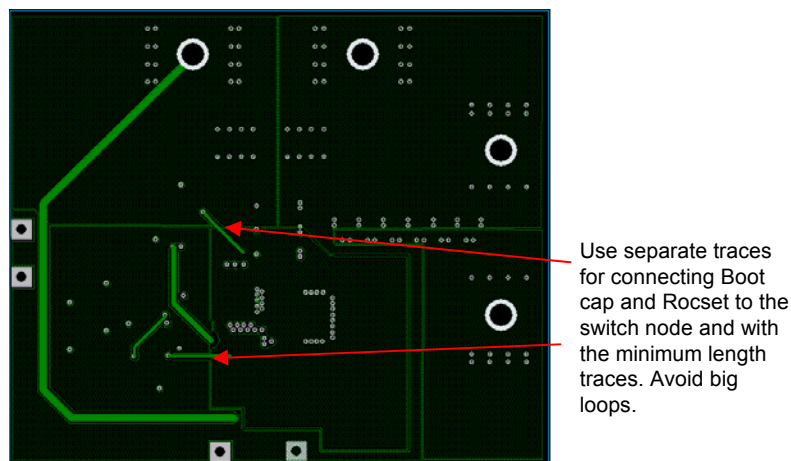 Use separate traces
for connecting Boot
cap and Rocset to the
switch node and with
the minimum length
traces. Avoid big
loops.